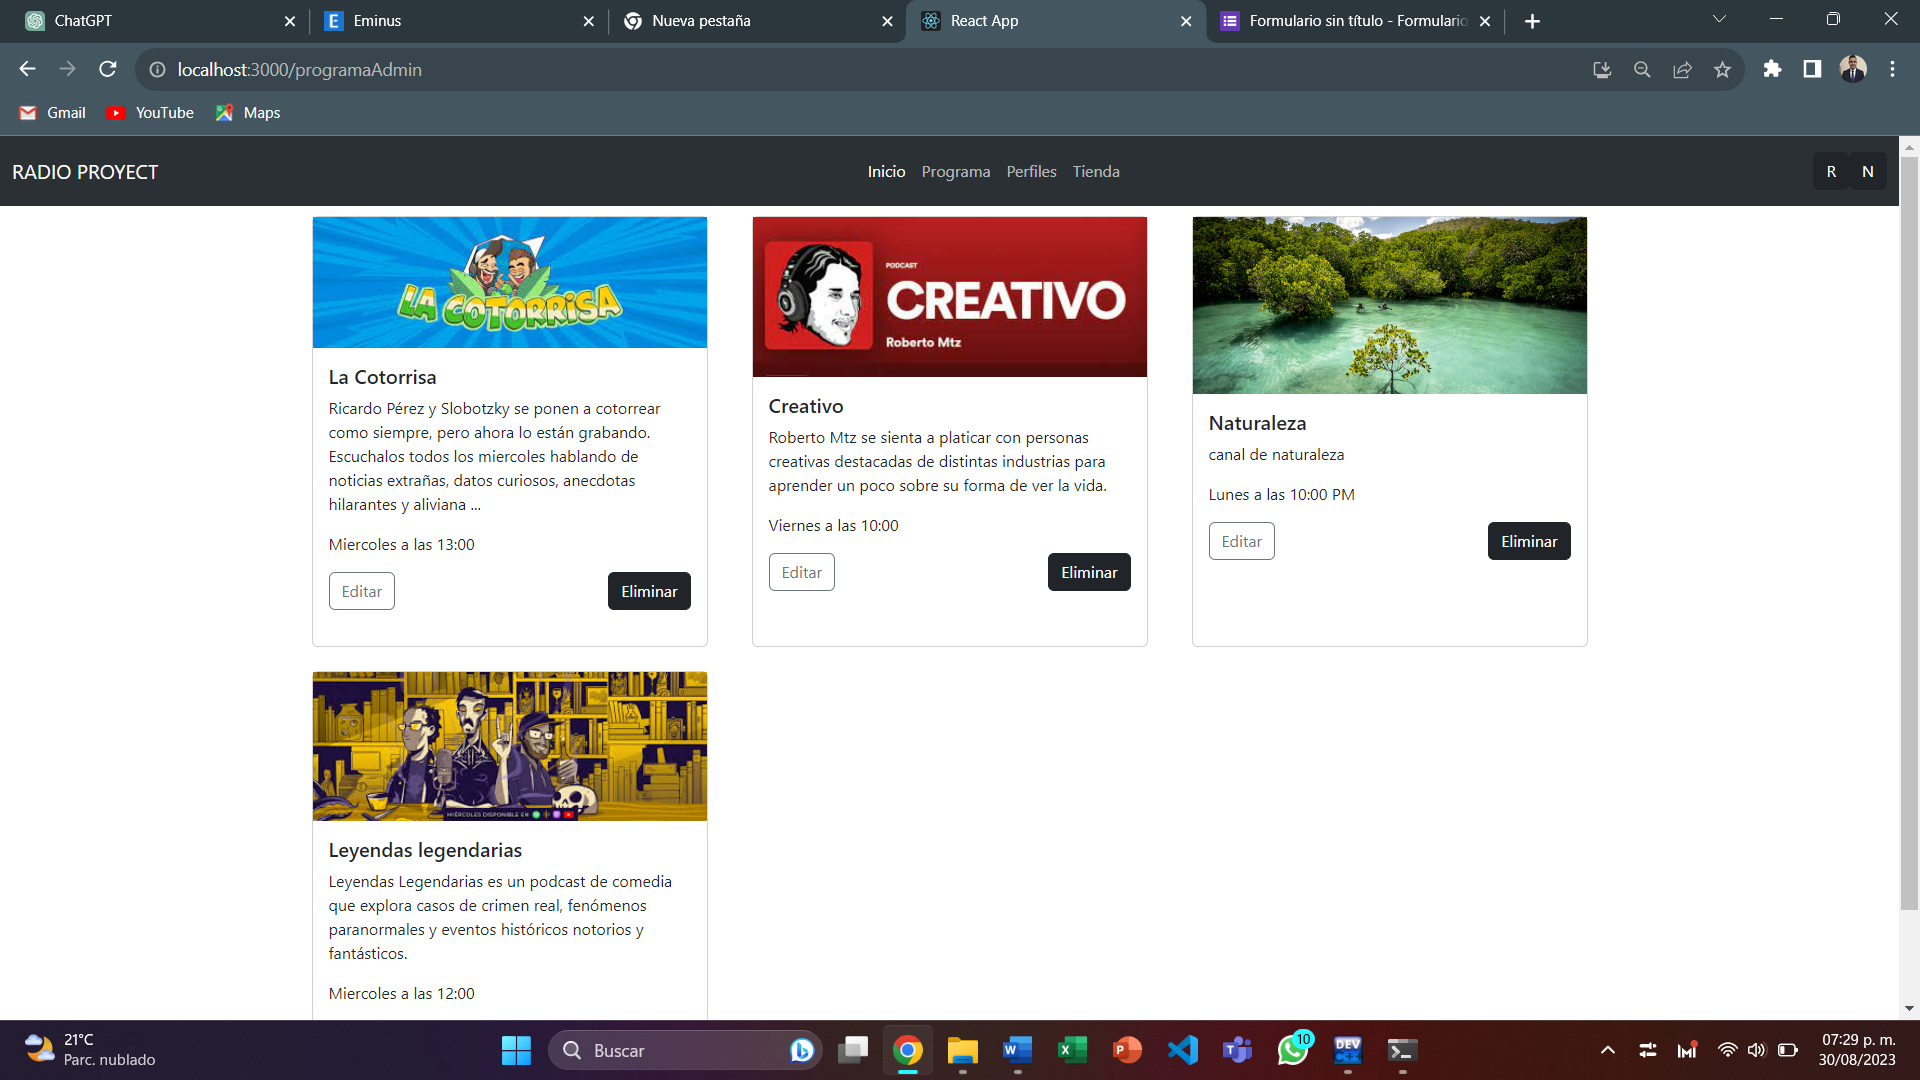 ChatGPT
Eminus
Nueva pestaña
React App
Formulario sin título - Formulario
localhost:3000/programaAdmin
Gmail
YouTube
Maps
RADIO PROYECT
Inicio
Programa
Perfiles
Tienda
R
N
LA COTORRISA
La Cotorrisa
Ricardo Pérez y Slobotzky se ponen a cotorrear
como siempre, pero ahora lo están grabando.
Escuchalos todos los miercoles hablando de
noticias extrañas, datos curiosos, anecdotas
hilarantes y aliviana ...
Miercoles a las 13:00
Editar
Eliminar
PODCAST
CREATIVO
Roberto Mtz
Creativo
Roberto Mtz se sienta a platicar con personas
creativas destacadas de distintas industrias para
aprender un poco sobre su forma de ver la vida.
Viernes a las 10:00
Editar
Eliminar
Naturaleza
canal de naturaleza
Lunes a las 10:00 PM
Editar
Eliminar
MIÉRCOLES DISPONIBLE EN
Leyendas legendarias
Leyendas Legendarias es un podcast de comedia
que explora casos de crimen real, fenómenos
paranormales y eventos históricos notorios y
fantásticos.
Miercoles a las 12:00
21°C
Parc. nublado
Buscar
DEV
C++
10
07:29 p. m.
30/08/2023